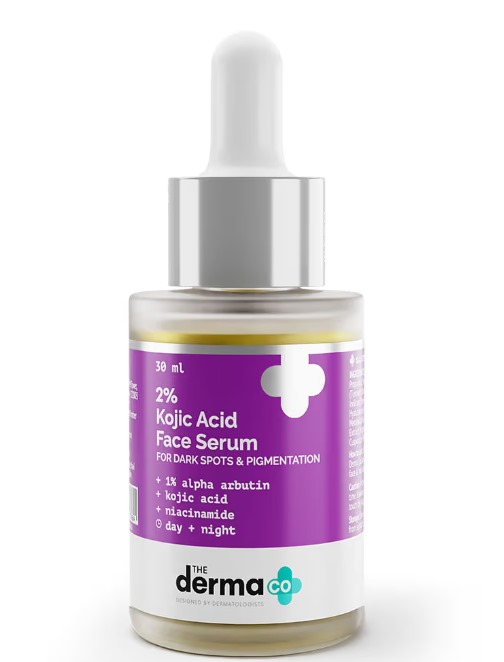 30 ml
2%
Kojic Acid
Face Serum
FOR DARK SPOTS & PIGMENTATION
+ 1% alpha arbutin
+ kojic acid
+ niacinamide
day + night
THE
derma co
DESIGNED BY DERMATOLOGISTS